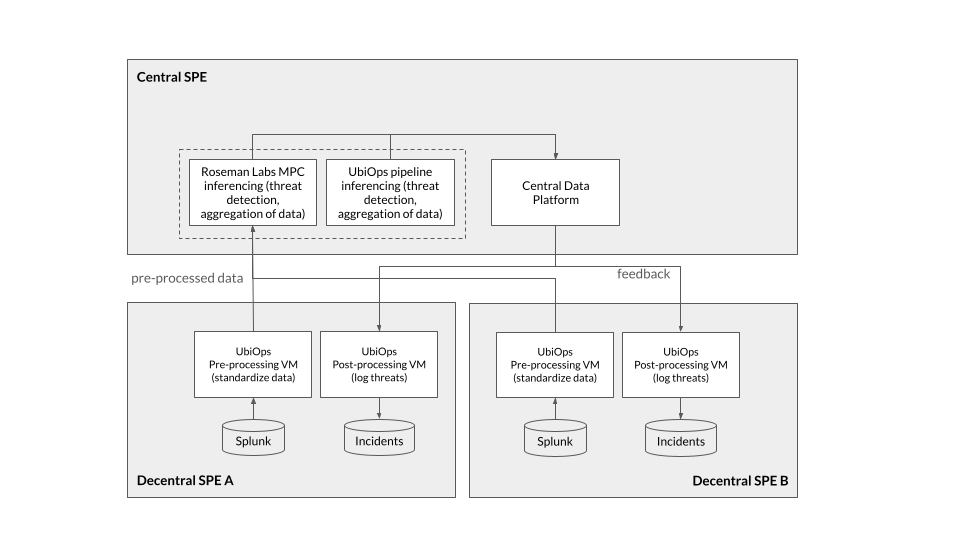 Central SPE
Roseman Labs MPC
inferencing (threat
detection,
aggregation of data)
UbiOps pipeline
inferencing (threat
detection,
aggregation of data)
Central Data
Platform
pre-processed data
feedback
UbiOps
Pre-processing VM
(standardize data)
UbiOps
Post-processing VM
(log threats)
Splunk
Incidents
Decentral SPE A
UbiOps
Pre-processing VM
(standardize data)
UbiOps
Post-processing VM
(log threats)
Splunk
Incidents
Decentral SPE B